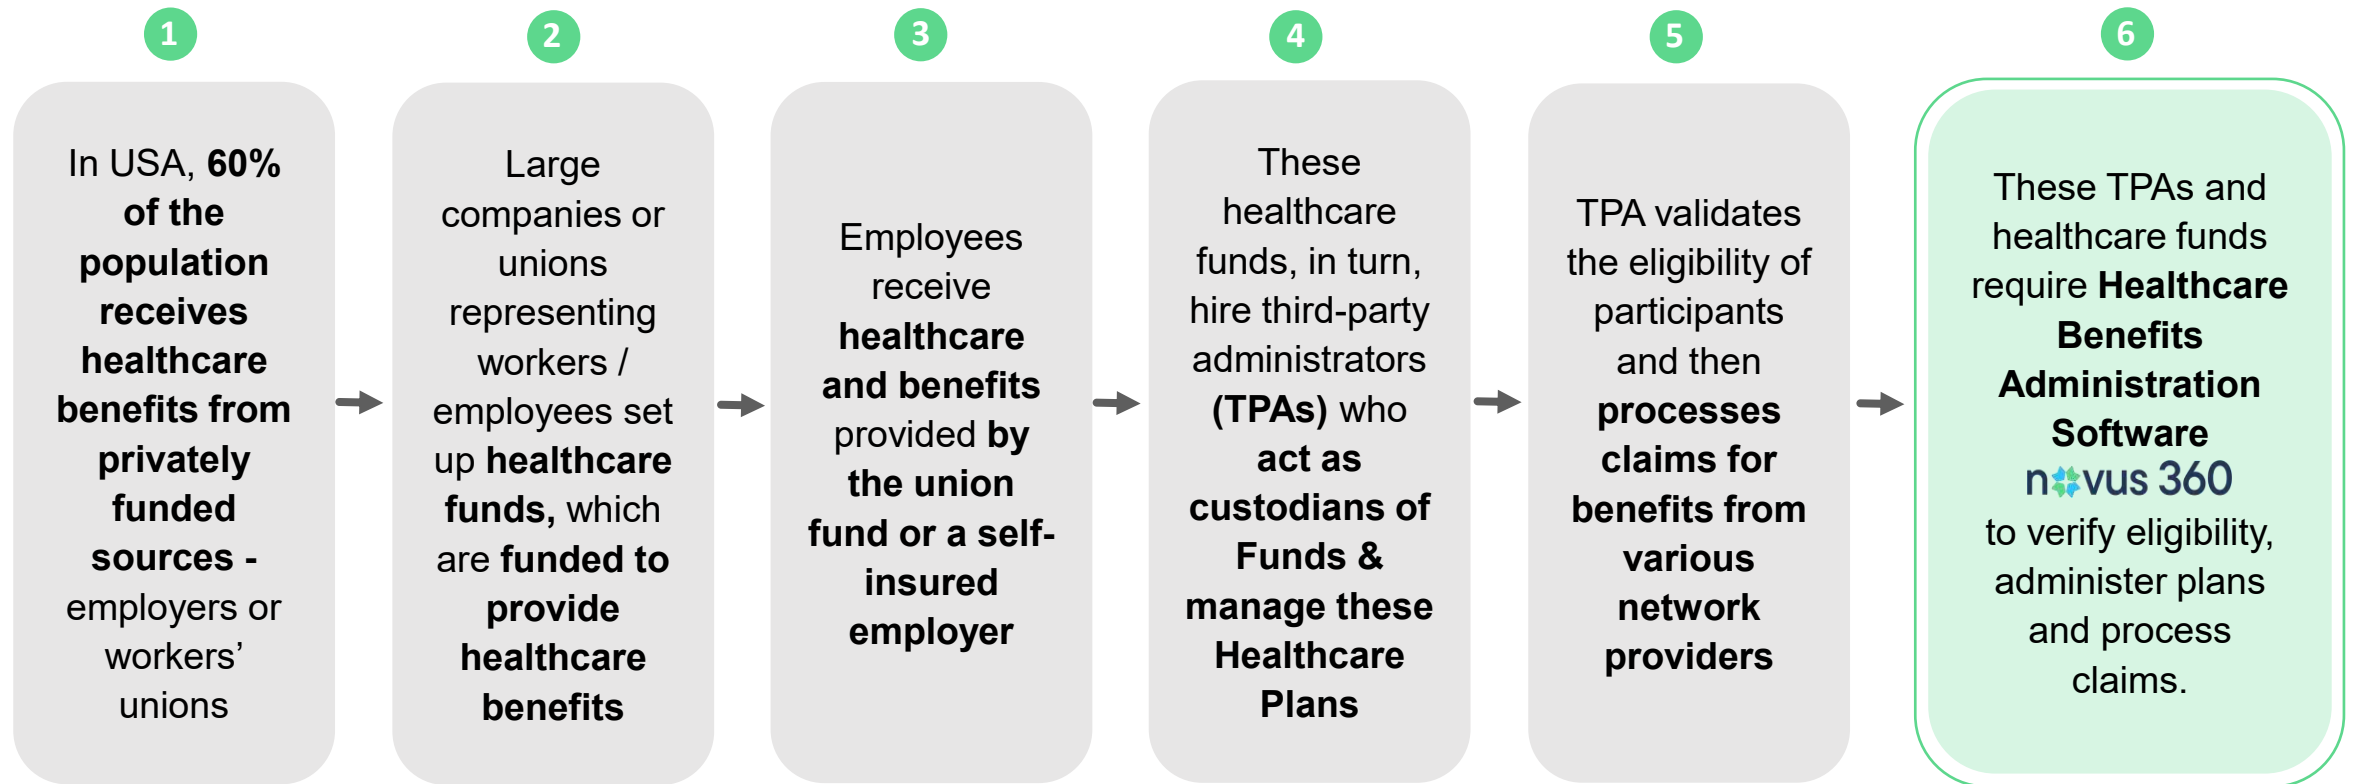 1
In USA, 60%
of the
population
receives
healthcare
benefits from
privately
funded
sources -
employers or
workers’
unions
2
Large
companies or
unions
representing
workers /
employees set
up healthcare
funds, which
are funded to
provide
healthcare
benefits
3
Employees
receive
healthcare
and benefits
provided by
the union
fund or a self-
insured
employer
4
These
healthcare
funds, in turn,
hire third-party
administrators
(TPAs) who
act as
custodians of
Funds &
manage these
Healthcare
Plans
5
TPA validates
the eligibility of
participants
and then
processes
claims for
benefits from
various
network
providers
6
These TPAs and
healthcare funds
require Healthcare
Benefits
Administration
Software
novus 360
to verify eligibility,
administer plans
and process
claims.